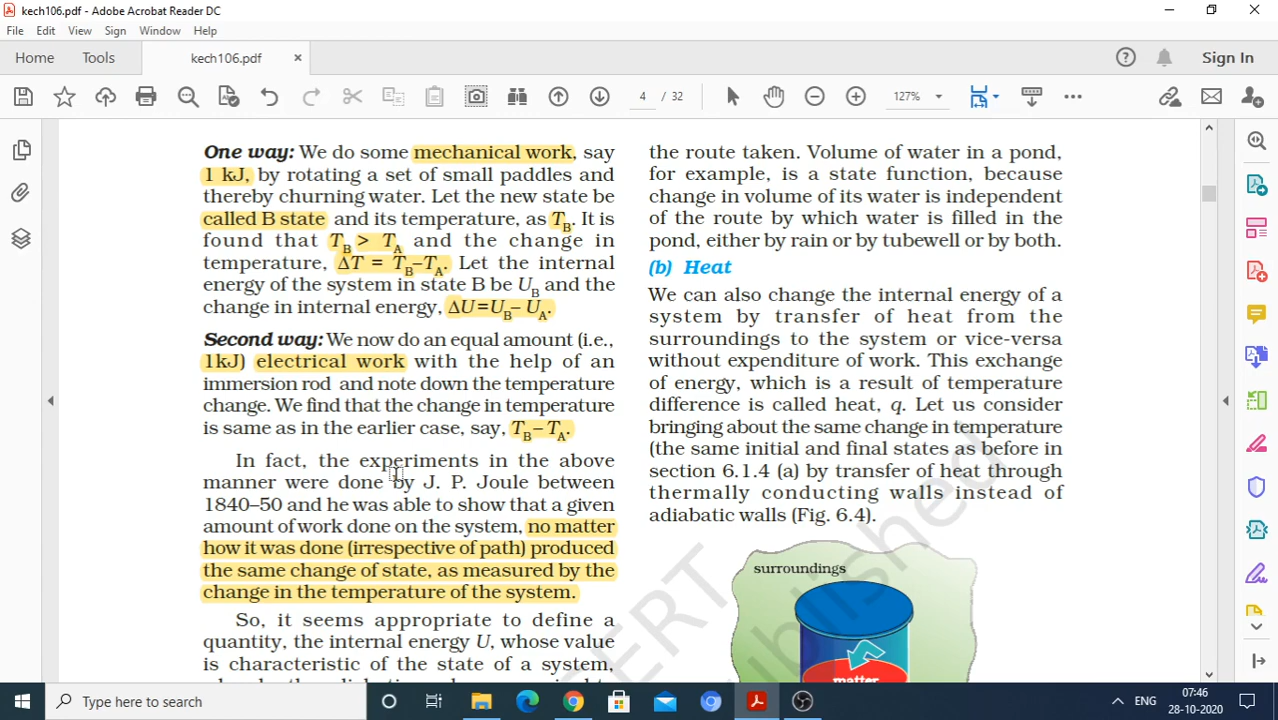 kech106.pdf - Adobe Acrobat Reader DC
File Edit View Sign Window Help
Home Tools kech106.pdf × Sign In
4 / 32 127%
One way: We do some mechanical work, say
1 kJ, by rotating a set of small paddles and
thereby churning water. Let the new state be
called B state and its temperature, as TB. It is
found that TB > TA and the change in
temperature, ΔT = TB–TA. Let the internal
energy of the system in state B be UB and the
change in internal energy, ΔU=UB– UA.
Second way: We now do an equal amount (i.e.,
1kJ) electrical work with the help of an
immersion rod and note down the temperature
change. We find that the change in temperature
is same as in the earlier case, say, TB – TA.
In fact, the experiments in the above
manner were done by J. P. Joule between
1840–50 and he was able to show that a given
amount of work done on the system, no matter
how it was done (irrespective of path) produced
the same change of state, as measured by the
change in the temperature of the system.
So, it seems appropriate to define a
quantity, the internal energy U, whose value
is characteristic of the state of a system,
the route taken. Volume of water in a pond,
for example, is a state function, because
change in volume of its water is independent
of the route by which water is filled in the
pond, either by rain or by tubewell or by both.
(b) Heat
We can also change the internal energy of a
system by transfer of heat from the
surroundings to the system or vice-versa
without expenditure of work. This exchange
of energy, which is a result of temperature
difference is called heat, q. Let us consider
bringing about the same change in temperature
(the same initial and final states as before in
section 6.1.4 (a) by transfer of heat through
thermally conducting walls instead of
adiabatic walls (Fig. 6.4).
surroundings
matter
Type here to search
ENG
07:46
28-10-2020